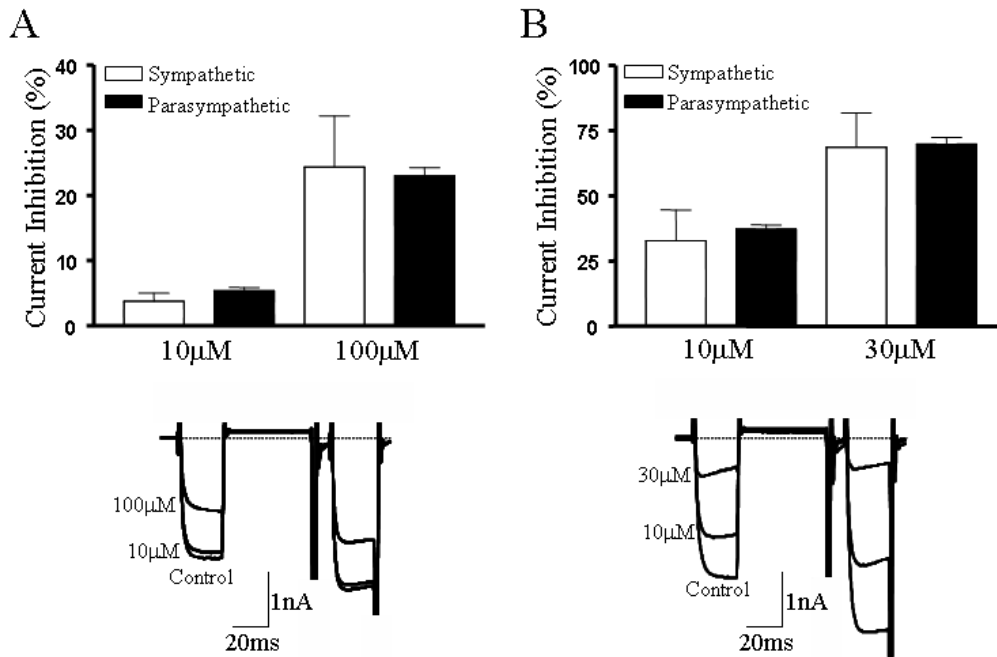 A
Current Inhibition (%)
40
30
20
10
0
Sympathetic
Parasympathetic
10µM
100µM
B
Current Inhibition (%)
100
75
50
25
0
Sympathetic
Parasympathetic
10µM
30µM
100µM
10µM
Control
1nA
20ms
30µM
10µM
Control
1nA
20ms